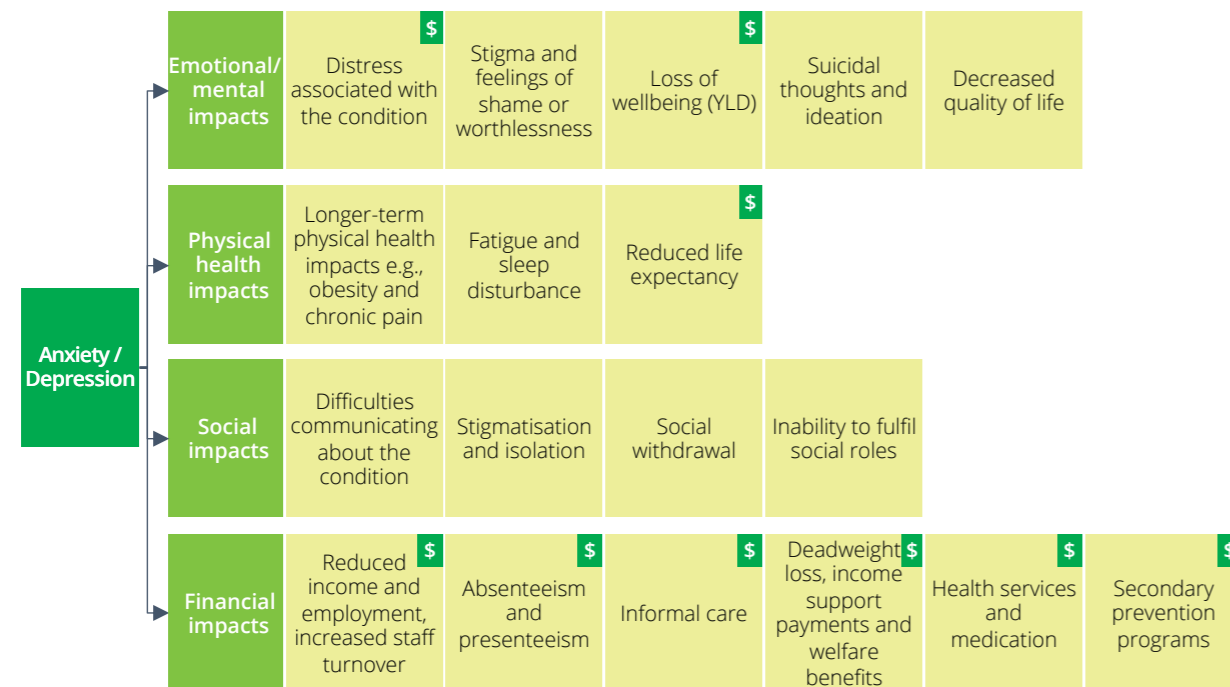 Anxiety /
Depression
Emotional/
mental
impacts
$
Distress
associated with
the condition
Stigma and
feelings of
shame or
worthlessness
$
Loss of
wellbeing (YLD)
Suicidal
thoughts and
ideation
Decreased
quality of life
Physical
health
impacts
Longer-term
physical health
impacts e.g.,
obesity and
chronic pain
Fatigue and
sleep
disturbance
$
Reduced life
expectancy
Social
impacts
Difficulties
communicating
about the
condition
Stigmatisation
and isolation
Social
withdrawal
Inability to fulfil
social roles
Financial
impacts
$
Reduced
income and
employment,
increased staff
turnover
$
Absenteeism
and
presenteeism
$
Informal care
$
Deadweight
loss, income
support
payments and
welfare
benefits
$
Health services
and
medication
$
Secondary
prevention
programs